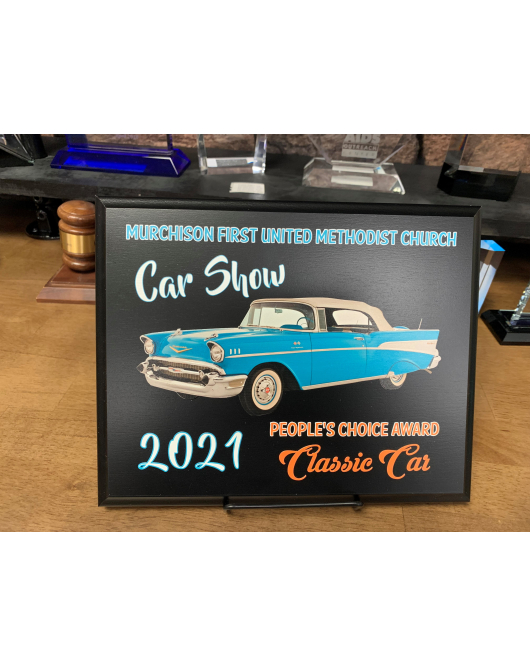 MURCHISON FIRST UNITED METHODIST CHURCH
Car Show
2021
PEOPLE'S CHOICE AWARD
Classic Car